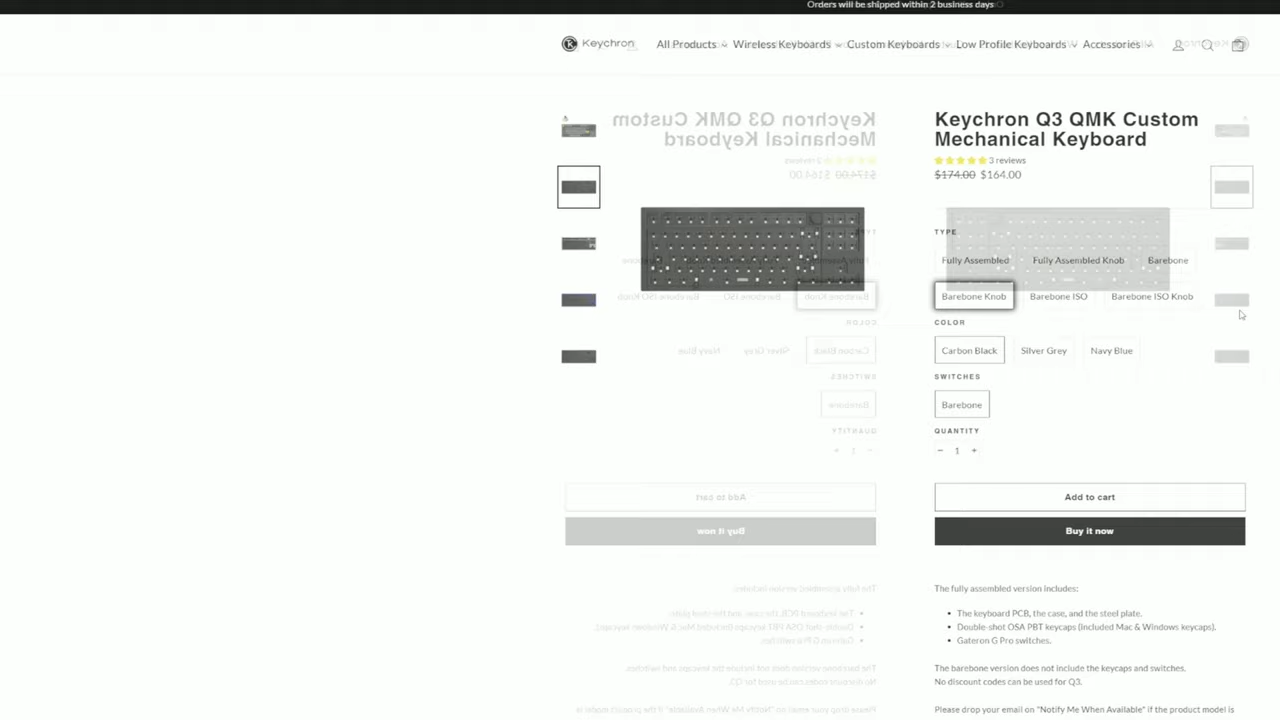 Orders will be shipped within 2 business days
Keychron All Products Wireless Keyboards Custom Keyboards Low Profile Keyboards Accessories
Keychron Q3 QMK Custom
Mechanical Keyboard
3 reviews
$174.00 $164.00
TYPE
Fully Assembled Fully Assembled Knob Barebone
Barebone Knob Barebone ISO Barebone ISO Knob
COLOR
Carbon Black Silver Grey Navy Blue
SWITCHES
Barebone
QUANTITY
− 1 +
Add to cart
Buy it now
The fully assembled version includes:
• The keyboard PCB, the case, and the steel plate.
• Double-shot OSA PBT keycaps (Included Mac & Windows keycaps).
• Gateron G Pro switches.
The barebone version does not include the keycaps and switches.
No discount codes can be used for Q3.
Please drop your email on "Notify Me When Available" if the product model is